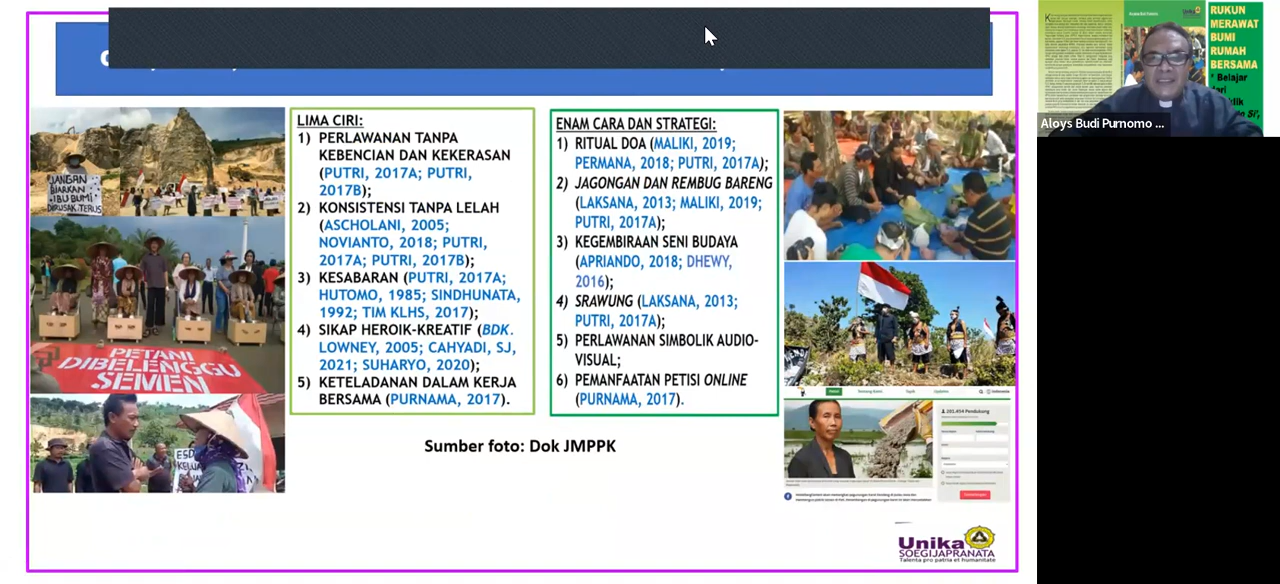 LIMA CIRI:
1) PERLAWANAN TANPA
KEBENCIAN DAN KEKERASAN
(PUTRI, 2017A; PUTRI,
2017B);
2) KONSISTENSI TANPA LELAH
(ASCHOLANI, 2005;
NOVIANTO, 2018; PUTRI,
2017A; PUTRI, 2017B);
3) KESABARAN (PUTRI, 2017A;
HUTOMO, 1985; SINDHUNATA,
1992; TIM KLHS, 2017);
4) SIKAP HEROIK-KREATIF (BDK.
LOWNEY, 2005; CAHYADI, SJ,
2021; SUHARYO, 2020);
5) KETELADANAN DALAM KERJA
BERSAMA (PURNAMA, 2017).
ENAM CARA DAN STRATEGI:
1) RITUAL DOA (MALIKI, 2019;
PERMANA, 2018; PUTRI, 2017A);
2) JAGONGAN DAN REMBUG BARENG
(LAKSANA, 2013; MALIKI, 2019;
PUTRI, 2017A);
3) KEGEMBIRAAN SENI BUDAYA
(APRIANDO, 2018; DHEWY,
2016);
4) SRAWUNG (LAKSANA, 2013;
PUTRI, 2017A);
5) PERLAWANAN SIMBOLIK AUDIO-
VISUAL;
6) PEMANFAATAN PETISI ONLINE
(PURNAMA, 2017).
Sumber foto: Dok JMPPK
JANGAN
BIARKAN
IBU BUMI
DIRUSAK TERUS
PETANI
DIBELENGGU
SEMEN
201.454 Pendukung
Unika
SOEGIJAPRANATA
Talenta pro patria et humanitate
Unika
RUKUN
MERAWAT
BUMI
RUMAH
BERSAMA
* Belajar
Aloys Budi Purnomo ...